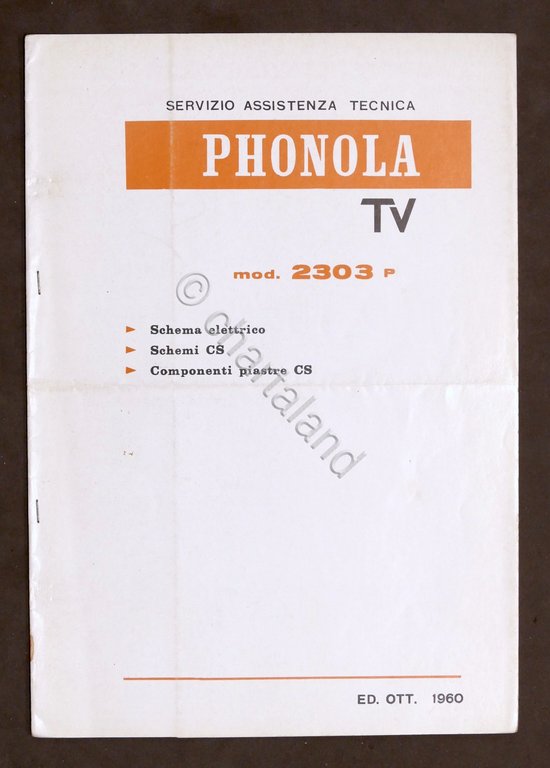 SERVIZIO ASSISTENZA TECNICA
PHONOLA
TV
mod. 2303 P
► Schema elettrico
► Schemi CS
► Componenti piastre CS
© chartaland
ED. OTT. 1960